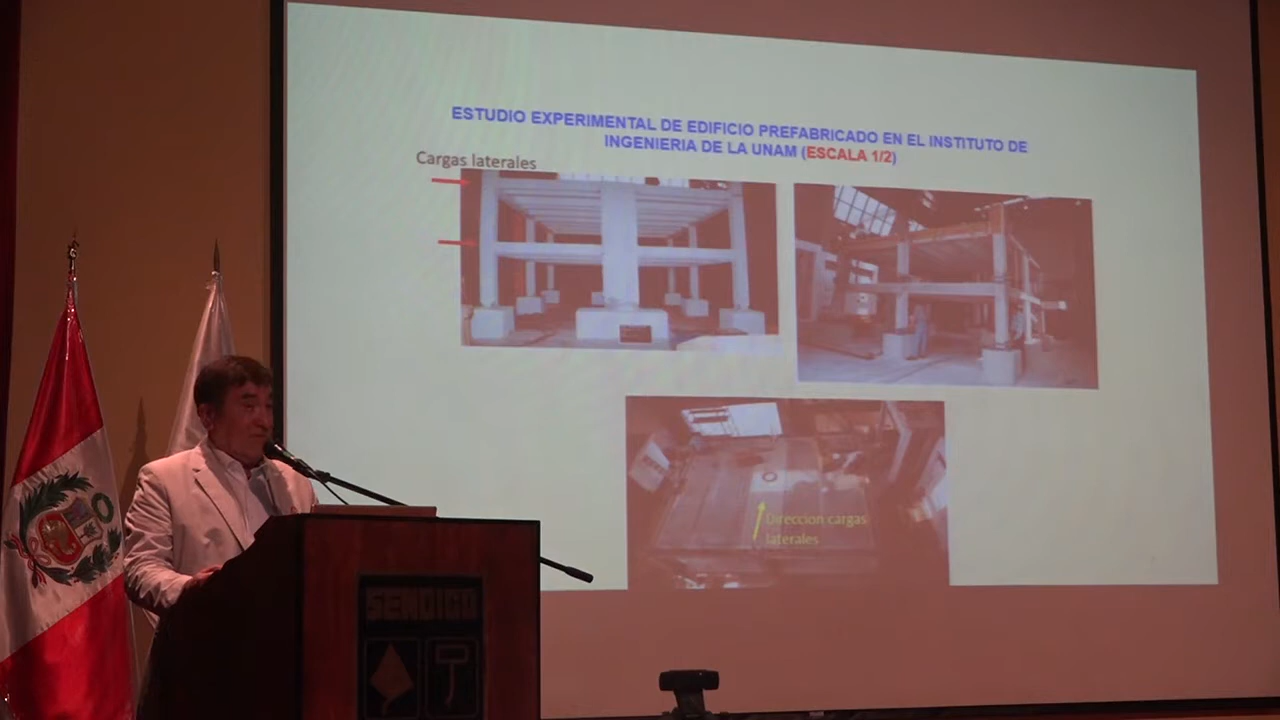 ESTUDIO EXPERIMENTAL DE EDIFICIO PREFABRICADO EN EL INSTITUTO DE
INGENIERIA DE LA UNAM (ESCALA 1/2)
Cargas laterales
Direccion cargas
laterales
SENCICO